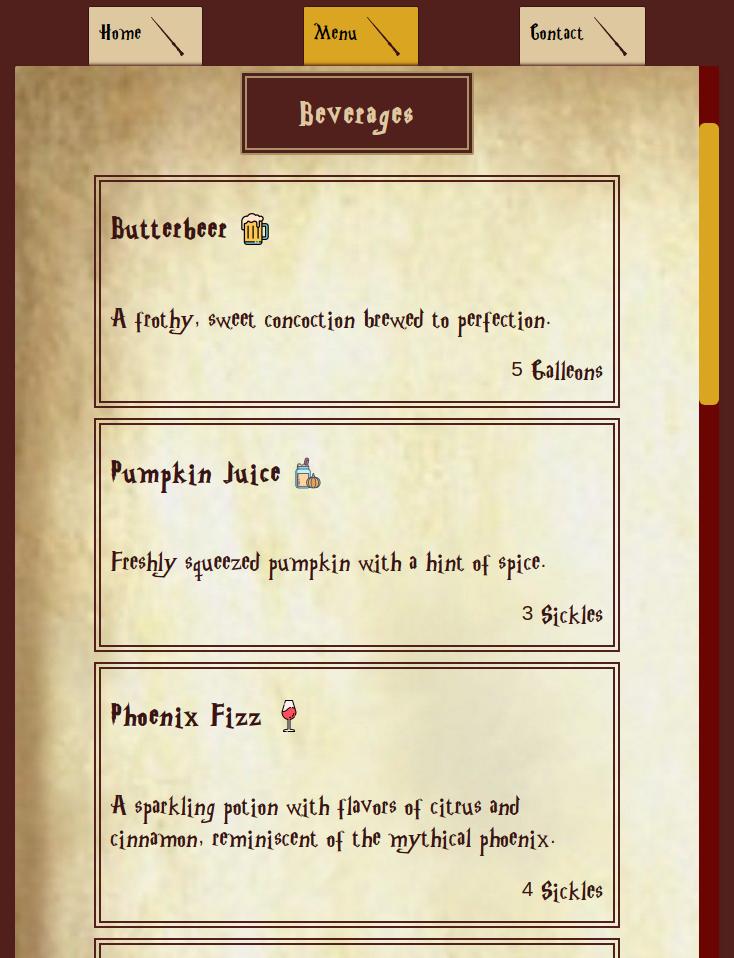 Home
Menu
Contact
Beverages
Butterbeer
A frothy, sweet concoction brewed to perfection.
5 Galleons
Pumpkin Juice
Freshly squeezed pumpkin with a hint of spice.
3 Sickles
Phoenix Fizz
A sparkling potion with flavors of citrus and
cinnamon, reminiscent of the mythical phoenix.
4 Sickles